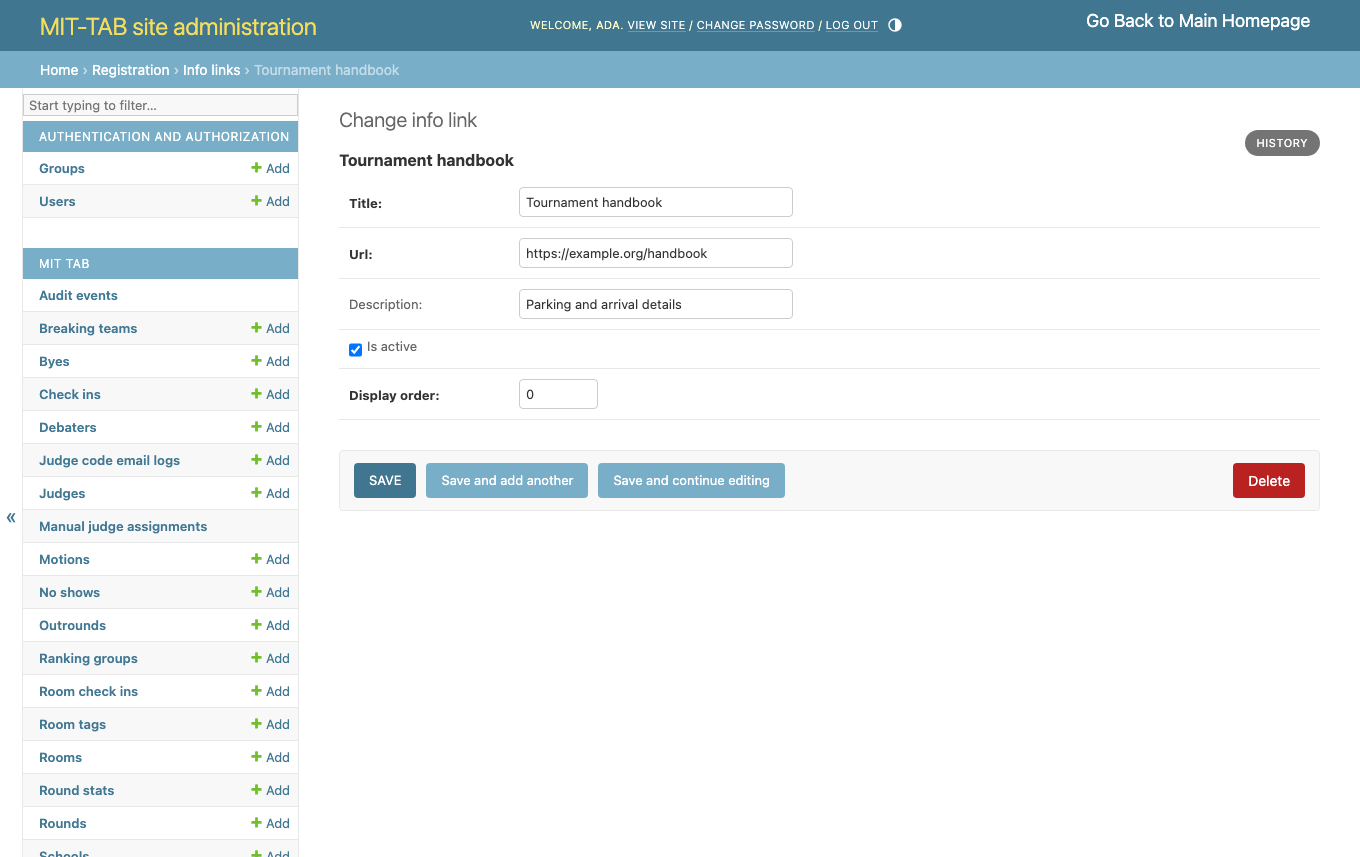 MIT-TAB site administration
WELCOME, ADA. VIEW SITE / CHANGE PASSWORD / LOG OUT
Go Back to Main Homepage
Home › Registration › Info links › Tournament handbook
Start typing to filter...
AUTHENTICATION AND AUTHORIZATION
Groups + Add
Users + Add
MIT TAB
Audit events
Breaking teams + Add
Byes + Add
Check ins + Add
Debaters + Add
Judge code email logs + Add
Judges + Add
«
Manual judge assignments
Motions + Add
No shows + Add
Outrounds + Add
Ranking groups + Add
Room check ins + Add
Room tags + Add
Rooms + Add
Round stats + Add
Rounds + Add
Schools + Add
Change info link
HISTORY
Tournament handbook
Title: Tournament handbook
Url: https://example.org/handbook
Description: Parking and arrival details
Is active
Display order: 0
SAVE Save and add another Save and continue editing Delete